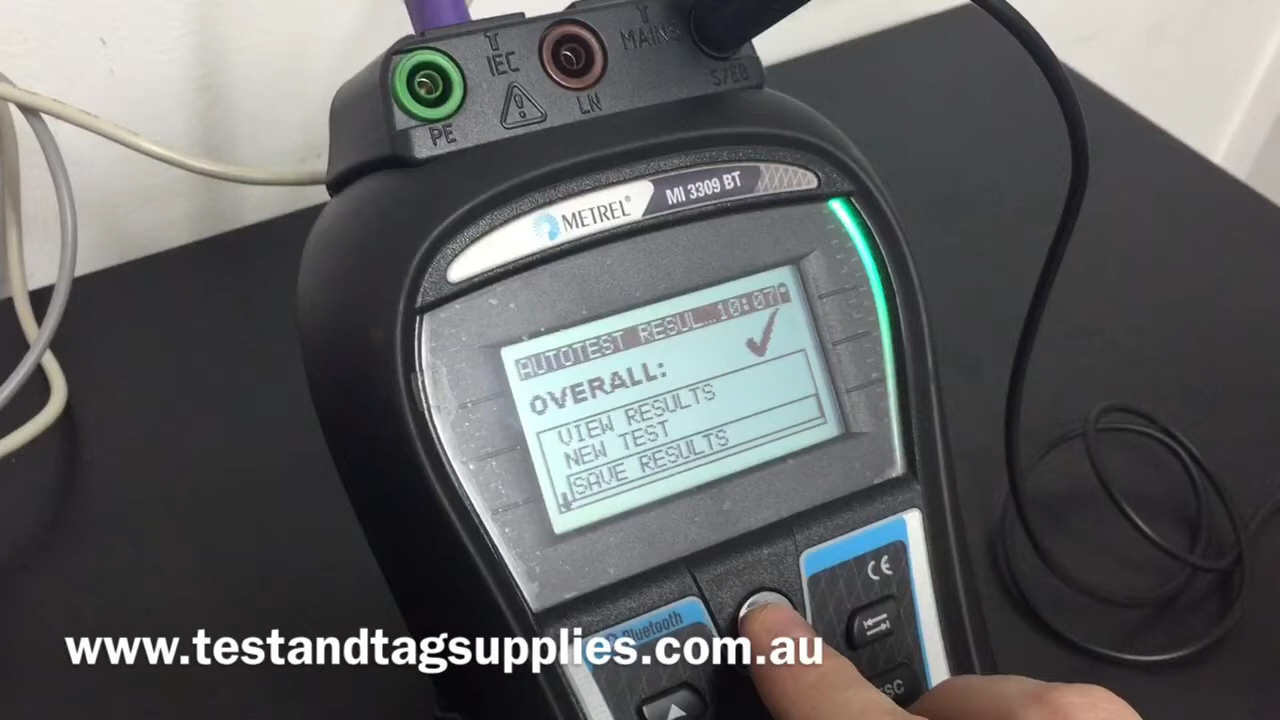 T
IEC
PE
LN
T
MAINS
S/EB
METREL®
MI 3309 BT
AUTOTEST RESUL...10:07
OVERALL:
VIEW RESULTS
NEW TEST
SAVE RESULTS
Bluetooth
CE
ESC
www.testandtagsupplies.com.au